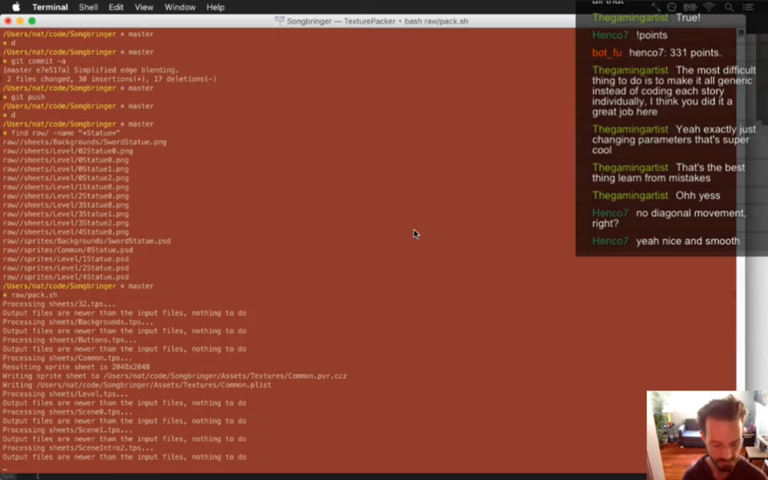 Terminal Shell Edit View Window Help
Songbringer — TexturePacker • bash raw/pack.sh
/Users/nat/code/Songbringer • master
• d
/Users/nat/code/Songbringer • master
• git commit -a
[master e7e517a] Simplified edge blending.
2 files changed, 30 insertions(+), 17 deletions(-)
/Users/nat/code/Songbringer • master
• git push
/Users/nat/code/Songbringer • master
• d
/Users/nat/code/Songbringer • master
• find raw/ -name "*Statue*"
raw//sheets/Backgrounds/SwordStatue.png
raw//sheets/Level/02Statue0.png
raw//sheets/Level/0Statue0.png
raw//sheets/Level/0Statue1.png
raw//sheets/Level/0Statue2.png
raw//sheets/Level/1Statue0.png
raw//sheets/Level/2Statue0.png
raw//sheets/Level/3Statue0.png
raw//sheets/Level/3Statue1.png
raw//sheets/Level/3Statue2.png
raw//sheets/Level/4Statue0.png
raw//sprites/Backgrounds/SwordStatue.psd
raw//sprites/Common/0Statue.psd
raw//sprites/Level/1Statue.psd
raw//sprites/Level/2Statue.psd
raw//sprites/Level/4Statue.psd
/Users/nat/code/Songbringer • master
• raw/pack.sh
Processing sheets/32.tps...
Output files are newer than the input files, nothing to do
Processing sheets/Backgrounds.tps...
Output files are newer than the input files, nothing to do
Processing sheets/Buttons.tps...
Output files are newer than the input files, nothing to do
Processing sheets/Common.tps...
Resulting sprite sheet is 2048x2048
Writing sprite sheet to /Users/nat/code/Songbringer/Assets/Textures/Common.pvr.ccz
Writing /Users/nat/code/Songbringer/Assets/Textures/Common.plist
Processing sheets/Level.tps...
Output files are newer than the input files, nothing to do
Processing sheets/Scene0.tps...
Output files are newer than the input files, nothing to do
Processing sheets/Scene1.tps...
Output files are newer than the input files, nothing to do
Processing sheets/SceneIntro2.tps...
Output files are newer than the input files, nothing to do
all that
Thegamingartist True!
Henco7 !points
bot_fu henco7: 331 points.
Thegamingartist The most difficult
thing to do is to make it all generic
instead of coding each story
individually, I think you did it a
great job here
Thegamingartist Yeah exactly just
changing parameters that's super
cool
Thegamingartist That's the best
thing learn from mistakes
Thegamingartist Ohh yess
Henco7 no diagonal movement,
right?
Henco7 yeah nice and smooth